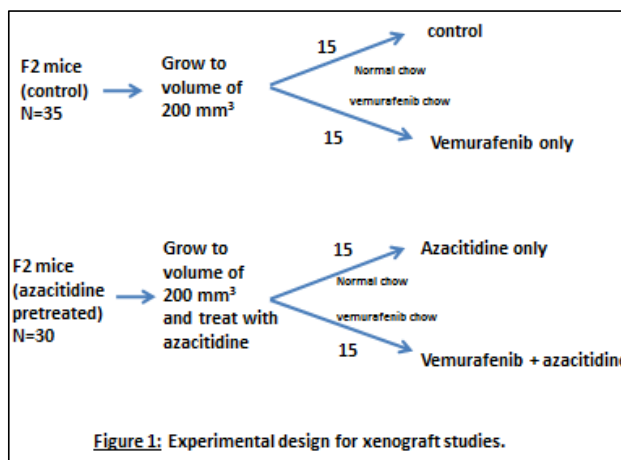 F2 mice
(control)
N=35
Grow to
volume of
200 mm³
15
control
Normal chow
vemurafenib chow
15
Vemurafenib only
F2 mice
(azacitidine
pretreated)
N=30
Grow to
volume of
200 mm³
and treat with
azacitidine
15
Azacitidine only
Normal chow
vemurafenib chow
15
Vemurafenib + azacitidine
Figure 1: Experimental design for xenograft studies.